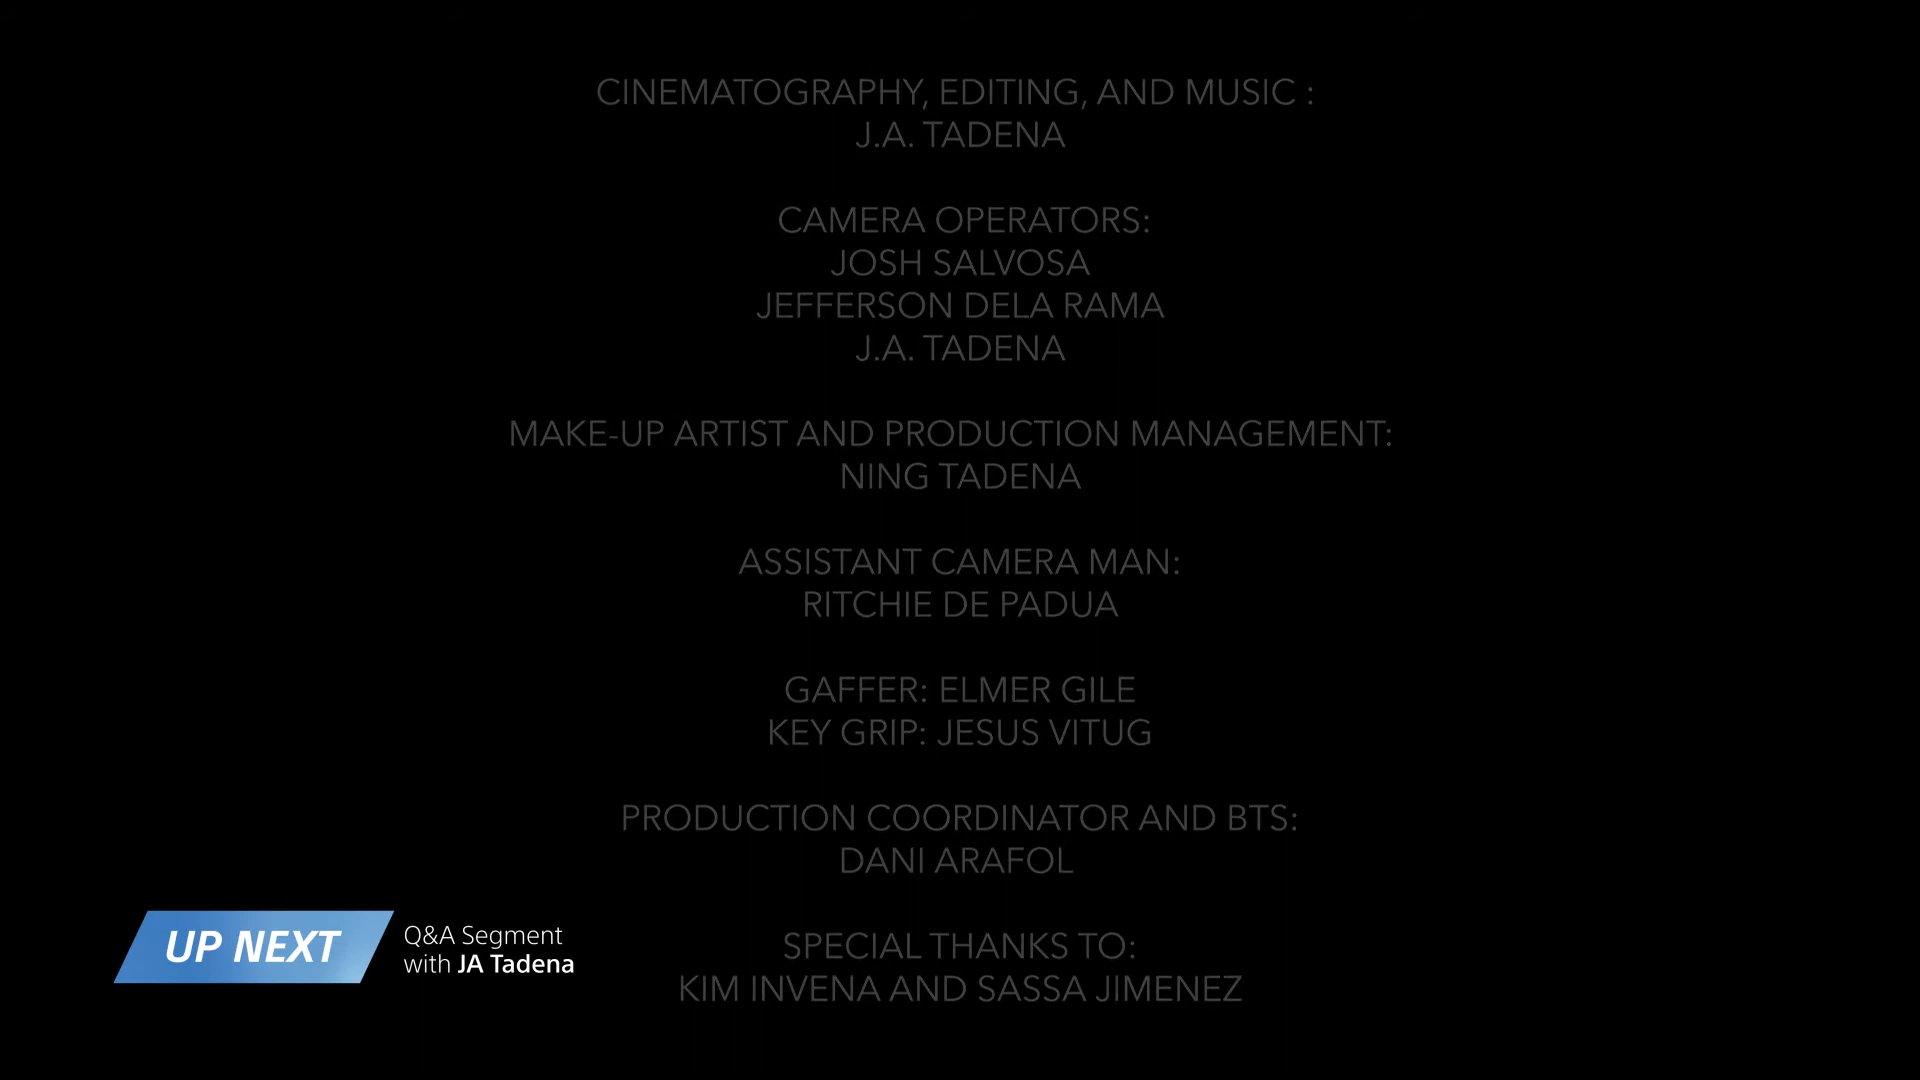 CINEMATOGRAPHY, EDITING, AND MUSIC :
J.A. TADENA
CAMERA OPERATORS:
JOSH SALVOSA
JEFFERSON DELA RAMA
J.A. TADENA
MAKE-UP ARTIST AND PRODUCTION MANAGEMENT:
NING TADENA
ASSISTANT CAMERA MAN:
RITCHIE DE PADUA
GAFFER: ELMER GILE
KEY GRIP: JESUS VITUG
PRODUCTION COORDINATOR AND BTS:
DANI ARAFOL
SPECIAL THANKS TO:
KIM INVENA AND SASSA JIMENEZ
UP NEXT
Q&A Segment
with JA Tadena